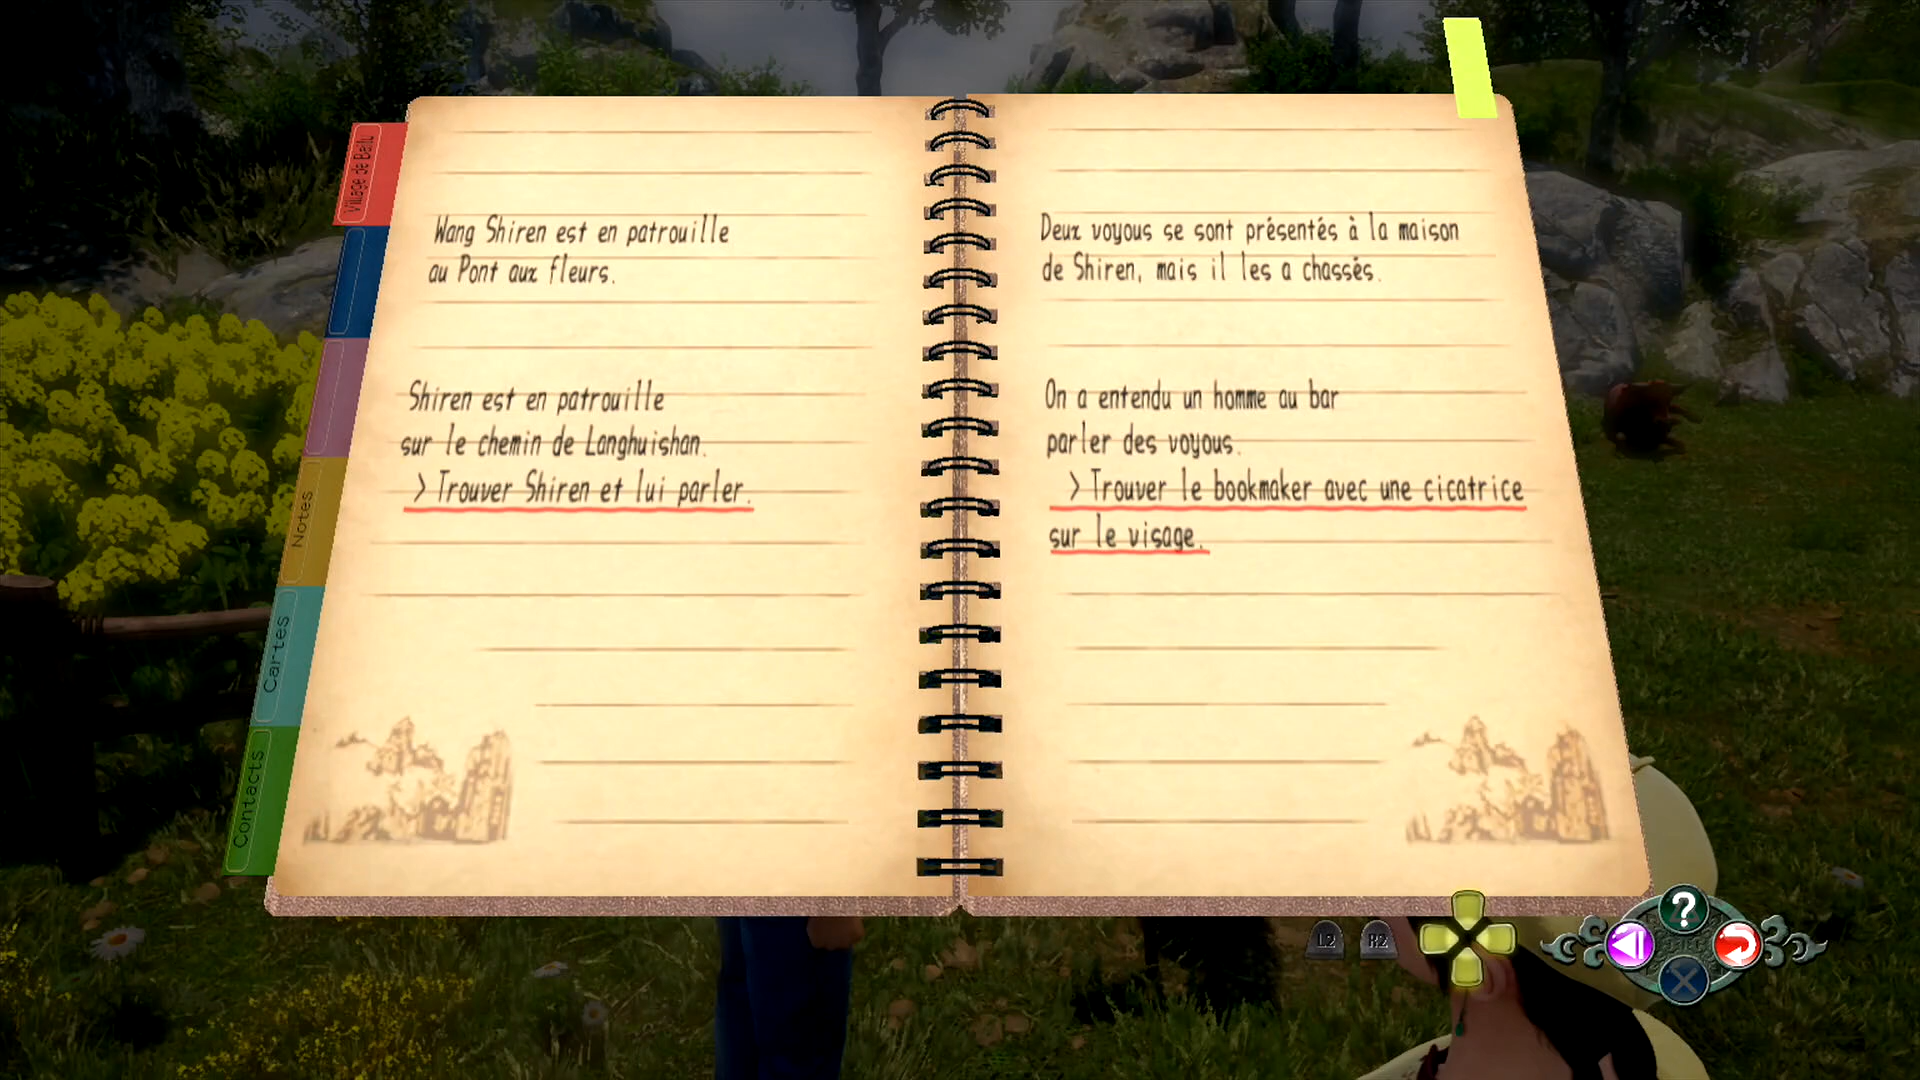 Village de Bailu
Notes
Cartes
Contacts
Wang Shiren est en patrouille
au Pont aux fleurs.
Shiren est en patrouille
sur le chemin de Langhuishan.
> Trouver Shiren et lui parler.
Deux voyous se sont présentés à la maison
de Shiren, mais il les a chassés.
On a entendu un homme au bar
parler des voyous.
> Trouver le bookmaker avec une cicatrice
sur le visage.
L2
R2
?